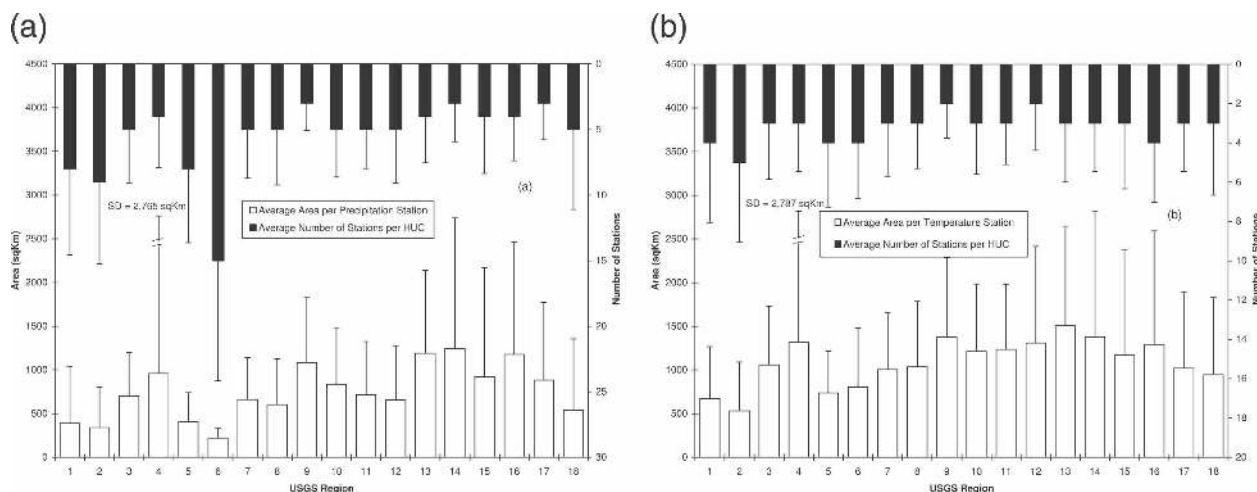 (a)
4500
4000
3500
3000
2500
2000
1500
1000
500
0
Area (sqKm)
SD = 2,765 sqKm
(a)
Average Area per Precipitation Station
Average Number of Stations per HUC
0
5
10
15
20
25
30
Number of Stations
1 2 3 4 5 6 7 8 9 10 11 12 13 14 15 16 17 18
USGS Region
(b)
4500
4000
3500
3000
2500
2000
1500
1000
500
0
Area (sqKm)
SD = 2,787 sqKm
(b)
Average Area per Temperature Station
Average Number of Stations per HUC
0
2
4
6
8
10
12
14
16
18
20
Number of Stations
1 2 3 4 5 6 7 8 9 10 11 12 13 14 15 16 17 18
USGS Region